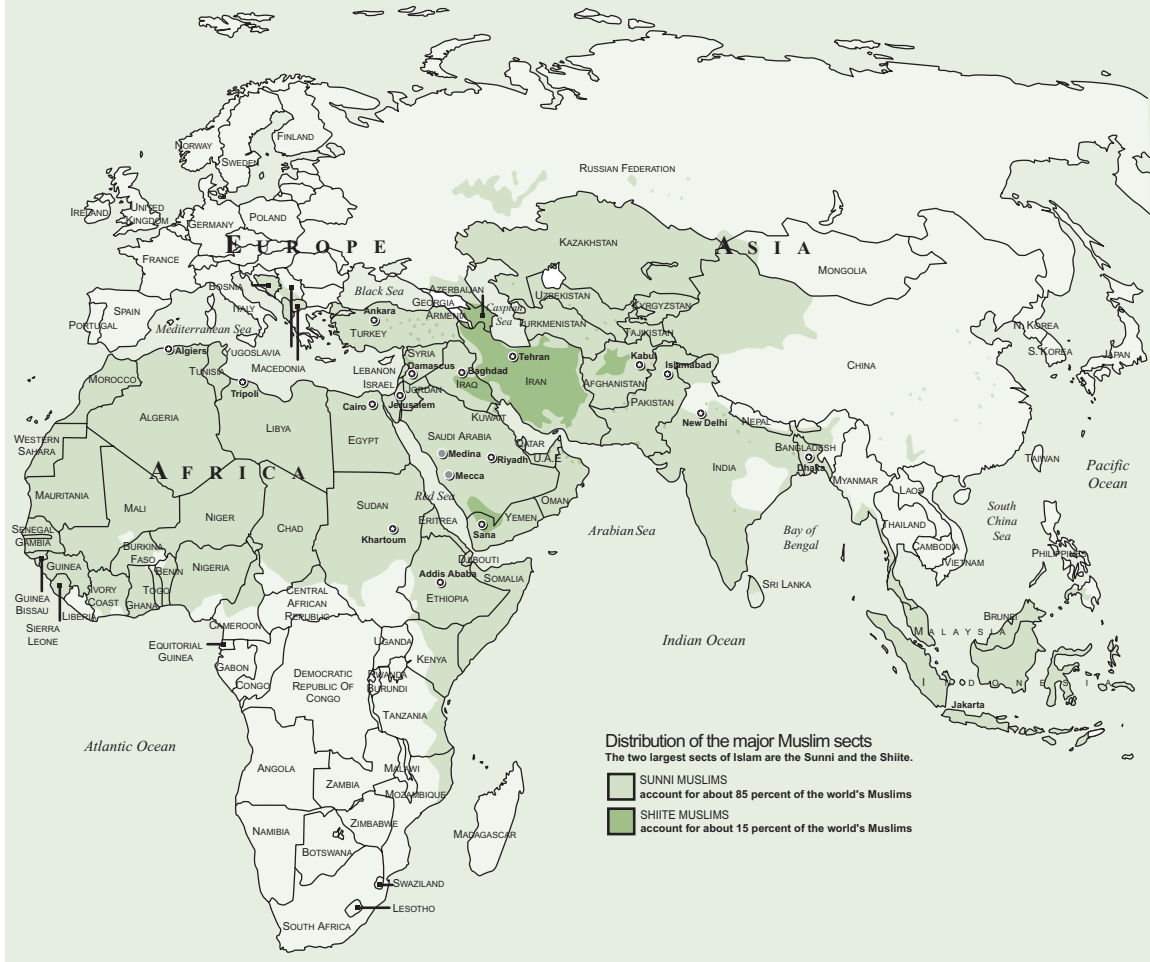 RUSSIAN FEDERATION
FINLAND
NORWAY
SWEDEN
IRELAND
UNITED
KINGDOM
POLAND
GERMANY
EUROPE
ASIA
FRANCE
KAZAKHSTAN
MONGOLIA
BOSNIA
ITALY
SPAIN
PORTUGAL
Black Sea
AZERBAIJAN
GEORGIA
ARMENIA
Caspian
Sea
UZBEKISTAN
KYRGYZSTAN
TURKMENISTAN
TAJIKISTAN
Ankara
TURKEY
Mediterranean Sea
N. KOREA
S. KOREA
JAPAN
CHINA
Algiers
TUNISIA
YUGOSLAVIA
MACEDONIA
SYRIA
Damascus
LEBANON
ISRAEL
Baghdad
IRAQ
Tehran
IRAN
Kabul
Islamabad
AFGHANISTAN
PAKISTAN
MOROCCO
Tripoli
Cairo
JORDAN
Jerusalem
KUWAIT
New Delhi
NEPAL
ALGERIA
LIBYA
EGYPT
SAUDI ARABIA
QATAR
U.A.E
Medina
Riyadh
Mecca
BANGLADESH
Dhaka
INDIA
MYANMAR
TAIWAN
Pacific
Ocean
WESTERN
SAHARA
AFRICA
MAURITANIA
MALI
NIGER
CHAD
SUDAN
Red Sea
ERITREA
Khartoum
YEMEN
Sana
OMAN
Arabian Sea
Bay of
Bengal
LAOS
THAILAND
CAMBODIA
VIETNAM
South
China
Sea
PHILIPPINES
SENEGAL
GAMBIA
GUINEA
BURKINA
FASO
BENIN
NIGERIA
IVORY
COAST
TOGO
GHANA
GUINEA
BISSAU
SIERRA
LEONE
LIBERIA
DJIBOUTI
Addis Ababa
SOMALIA
ETHIOPIA
CENTRAL
AFRICAN
REPUBLIC
CAMEROON
SRI LANKA
BRUNEI
MALAYSIA
INDONESIA
Jakarta
Indian Ocean
EQUITORIAL
GUINEA
GABON
CONGO
UGANDA
KENYA
RWANDA
BURUNDI
DEMOCRATIC
REPUBLIC OF
CONGO
TANZANIA
Atlantic Ocean
ANGOLA
ZAMBIA
MALAWI
MOZAMBIQUE
ZIMBABWE
NAMIBIA
BOTSWANA
MADAGASCAR
SWAZILAND
LESOTHO
SOUTH AFRICA
Distribution of the major Muslim sects
The two largest sects of Islam are the Sunni and the Shiite.
SUNNI MUSLIMS
account for about 85 percent of the world's Muslims
SHIITE MUSLIMS
account for about 15 percent of the world's Muslims